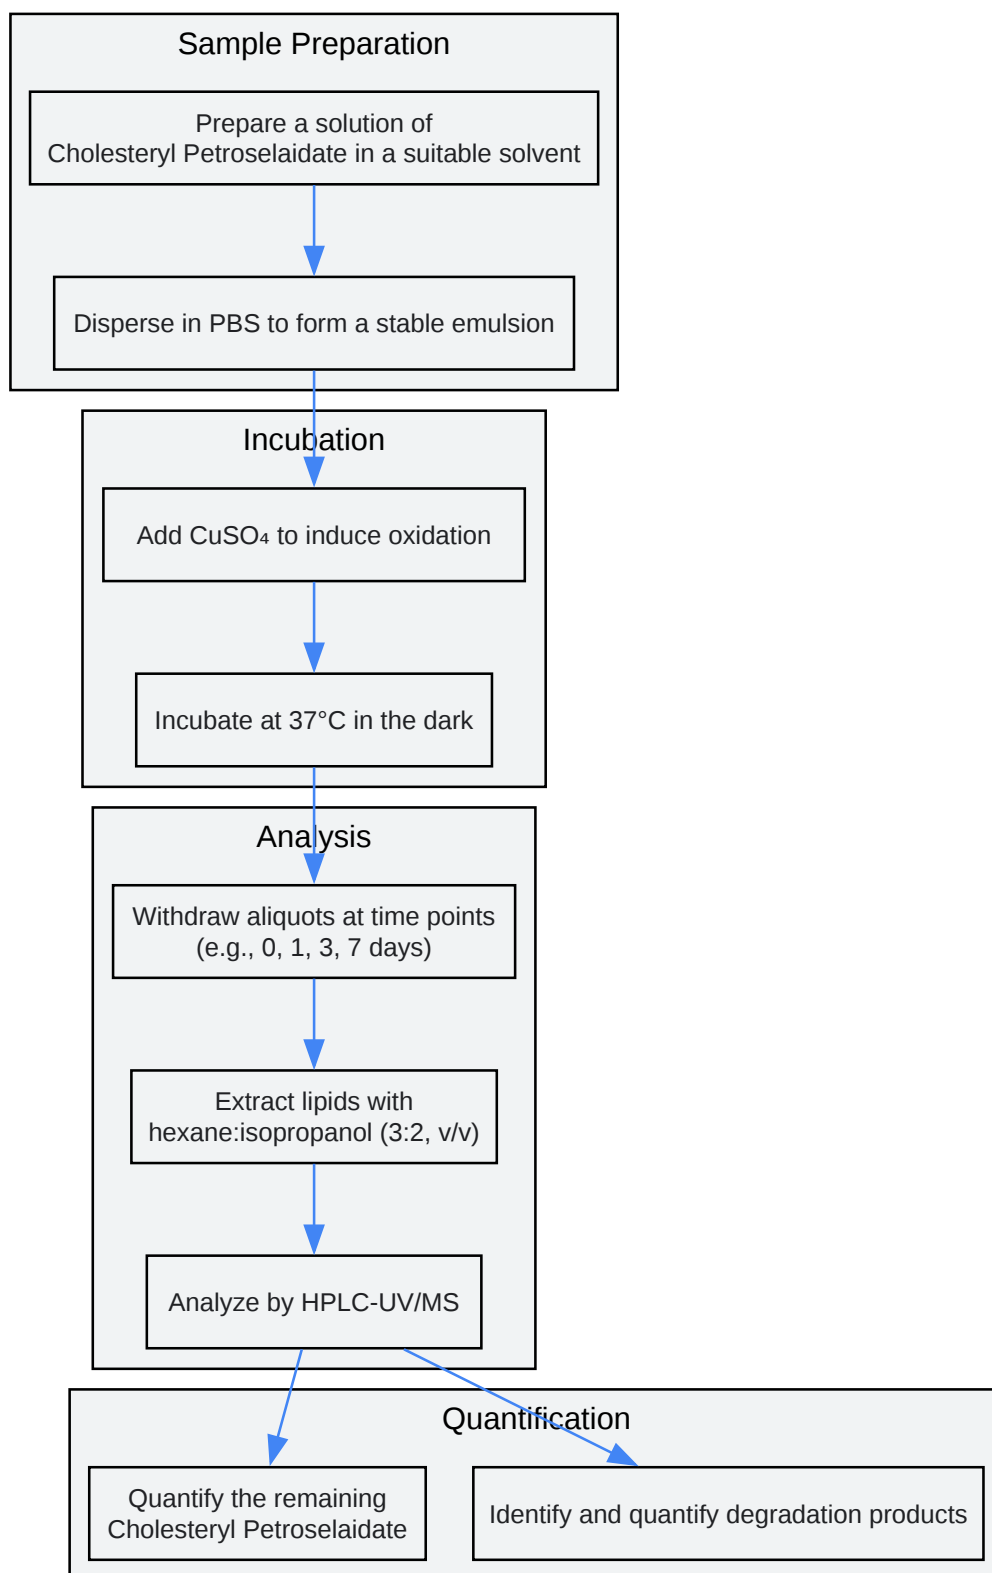 Sample Preparation
Prepare a solution of
Cholesteryl Petroselaidate in a suitable solvent
Disperse in PBS to form a stable emulsion
Incubation
Add CuSO₄ to induce oxidation
Incubate at 37°C in the dark
Analysis
Withdraw aliquots at time points
(e.g., 0, 1, 3, 7 days)
Extract lipids with
hexane:isopropanol (3:2, v/v)
Analyze by HPLC-UV/MS
Quantification
Quantify the remaining
Cholesteryl Petroselaidate
Identify and quantify degradation products